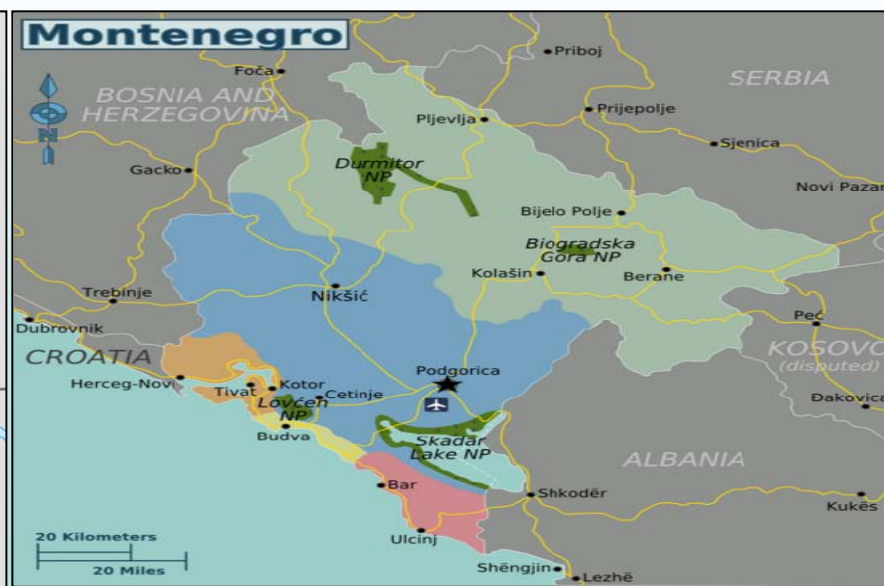 Montenegro
Priboj
Foča
SERBIA
BOSNIA AND
HERZEGOVINA
Prijepolje
Pljevlja
N
Sjenica
Durmitor
NP
Gacko
Novi Pazar
Bijelo Polje
Biogradska
Gora NP
Kolašin
Berane
Nikšić
Trebinje
Peć
Dubrovnik
CROATIA
KOSOVO
(disputed)
Podgorica
Herceg-Novi
Tivat
Kotor
Cetinje
Lovćen
NP
Đakovica
Budva
Skadar
Lake NP
ALBANIA
Bar
Shkodër
Kukës
Ulcinj
20 Kilometers
20 Miles
Shëngjin
Lezhë